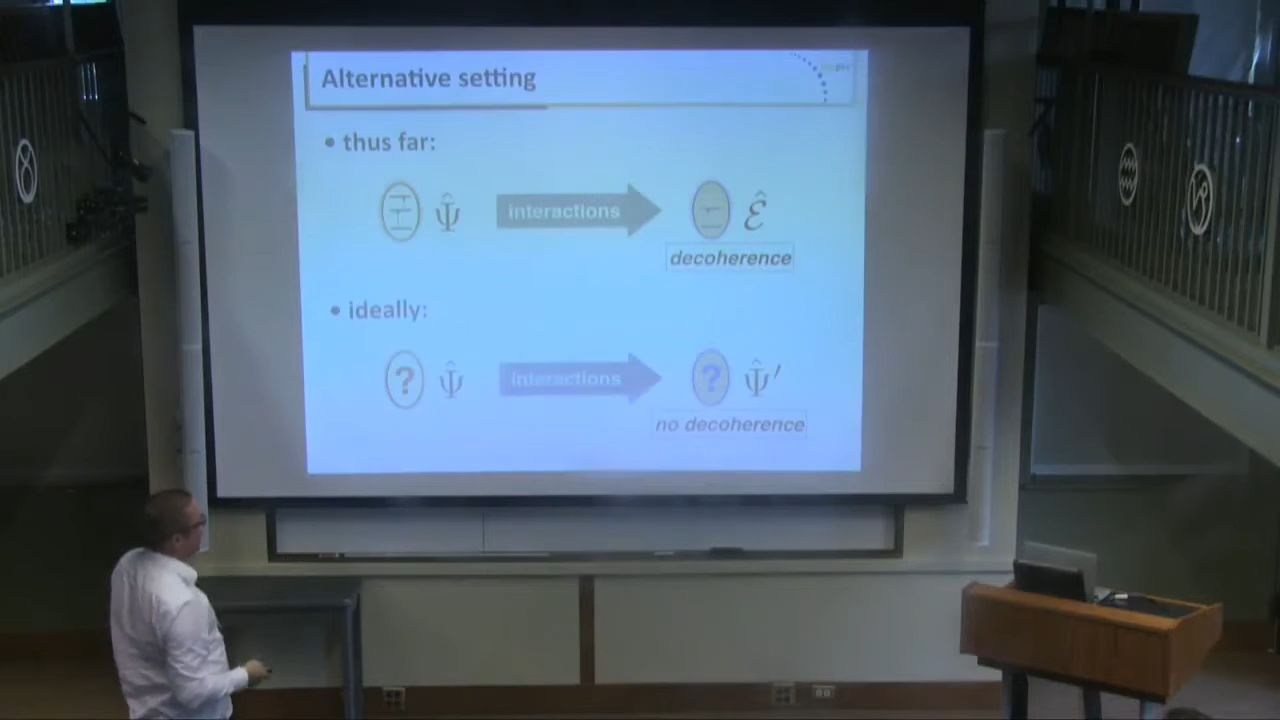 Alternative setting
• thus far:
Ψ̂ interactions ℰ̂
decoherence
• ideally:
? Ψ̂ interactions ? Ψ̂′
no decoherence